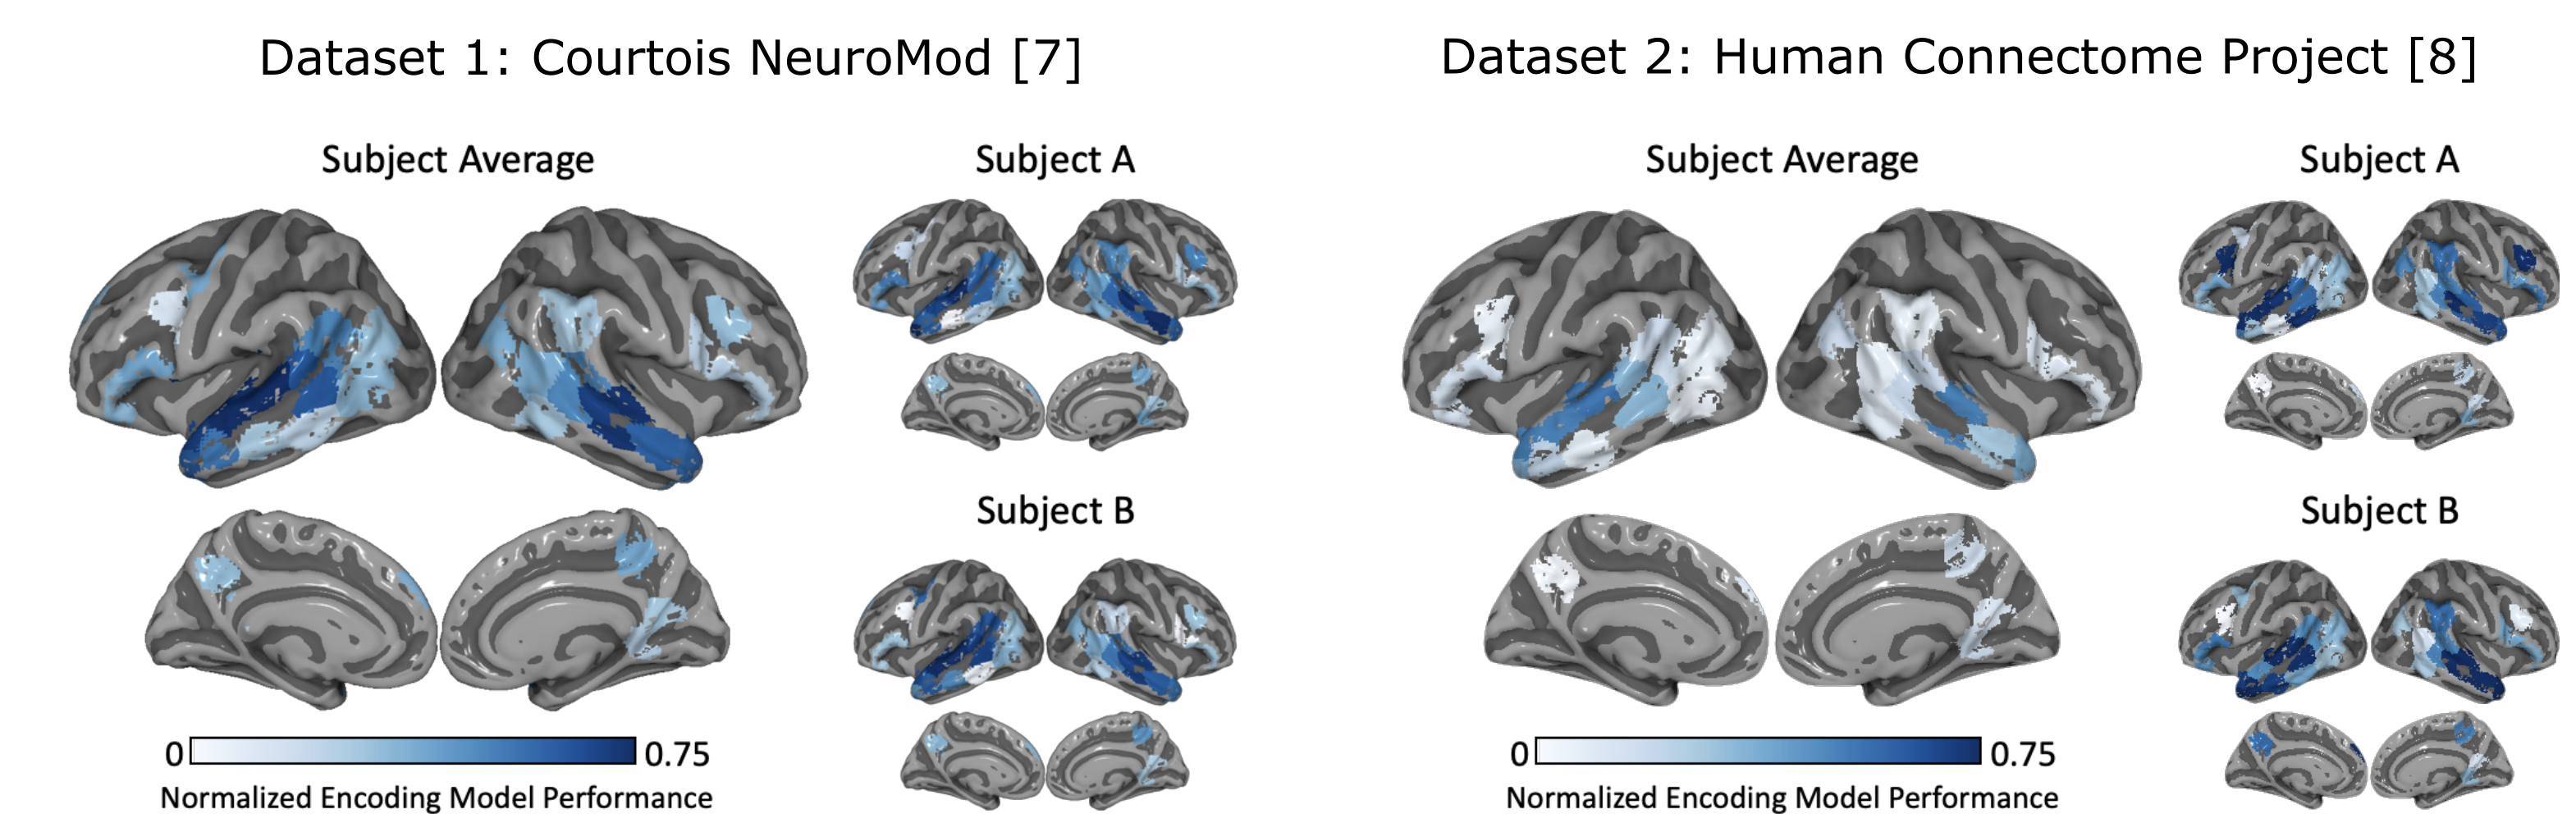 Dataset 1: Courtois NeuroMod [7]
Subject Average
Subject A
Subject B
0
0.75
Normalized Encoding Model Performance
Dataset 2: Human Connectome Project [8]
Subject Average
Subject A
Subject B
0
0.75
Normalized Encoding Model Performance